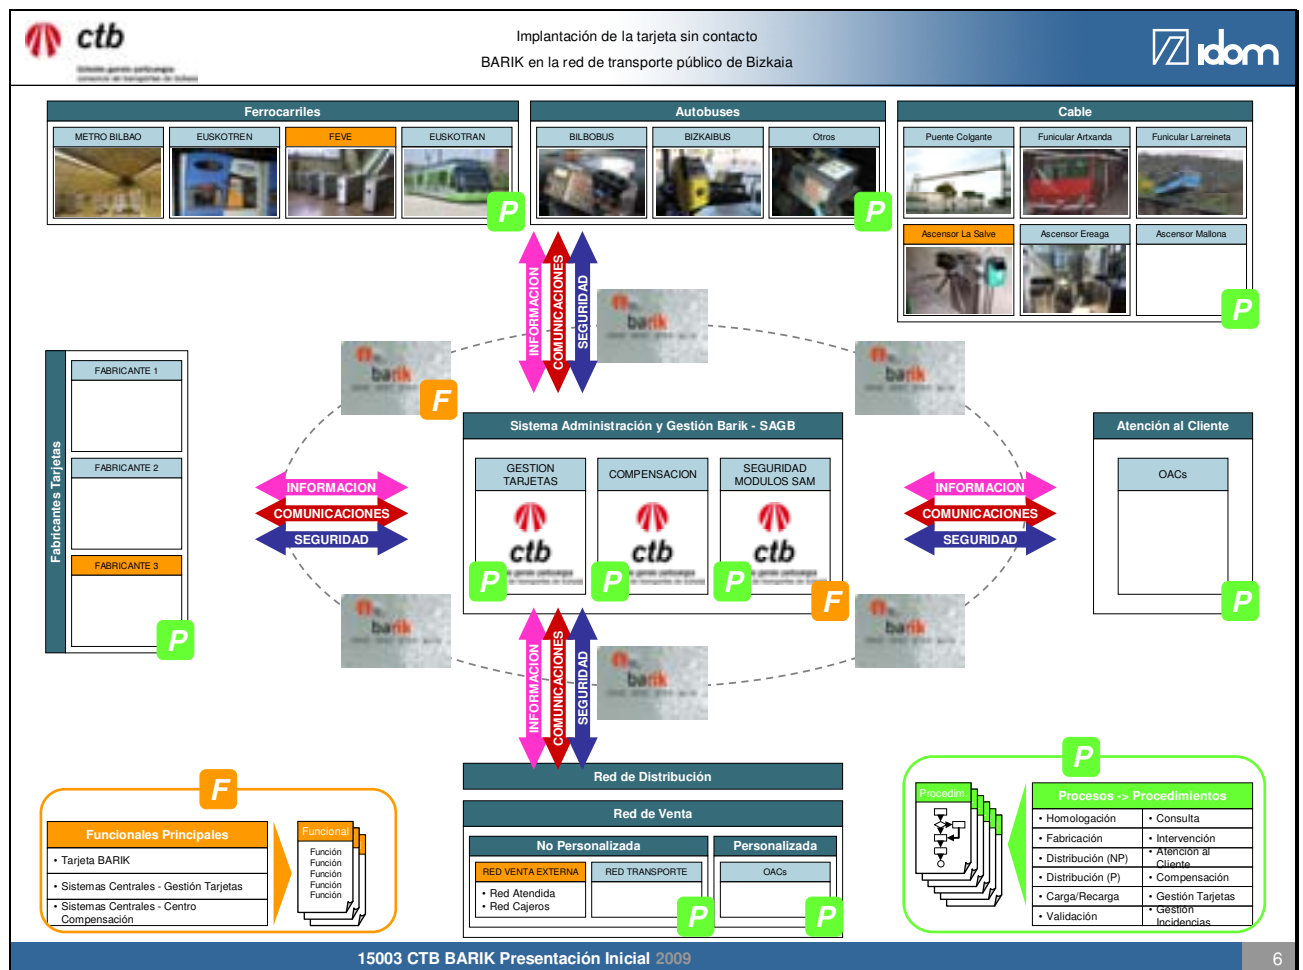 ctb
Implantación de la tarjeta sin contacto
BARIK en la red de transporte público de Bizkaia
idom
Ferrocarriles
METRO BILBAO
EUSKOTREN
FEVE
EUSKOTRAN
P
Autobuses
BILBOBUS
BIZKAIBUS
Otros
P
Cable
Puente Colgante
Funicular Artxanda
Funicular Larreineta
Ascensor La Salve
Ascensor Ereaga
Ascensor Mallona
P
INFORMACION
COMUNICACIONES
SEGURIDAD
barik
barik
F
barik
Fabricantes Tarjetas
FABRICANTE 1
FABRICANTE 2
FABRICANTE 3
P
INFORMACION
COMUNICACIONES
SEGURIDAD
Sistema Administración y Gestión Barik - SAGB
GESTION
TARJETAS
ctb
P
COMPENSACION
ctb
P
SEGURIDAD
MODULOS SAM
ctb
P
F
INFORMACION
COMUNICACIONES
SEGURIDAD
Atención al Cliente
OACs
P
barik
barik
barik
INFORMACION
COMUNICACIONES
SEGURIDAD
Red de Distribución
Red de Venta
No Personalizada
RED VENTA EXTERNA
• Red Atendida
• Red Cajeros
RED TRANSPORTE
P
Personalizada
OACs
P
F
Funcionales Principales
• Tarjeta BARIK
• Sistemas Centrales - Gestión Tarjetas
• Sistemas Centrales - Centro
Compensación
Funcional
Función
Función
Función
Función
Función
P
Procedim.
Procesos -> Procedimientos
• Homologación
• Consulta
• Fabricación
• Intervención
• Distribución (NP)
• Atención al
Cliente
• Distribución (P)
• Compensación
• Carga/Recarga
• Gestión Tarjetas
• Validación
• Gestión
Incidencias
15003 CTB BARIK Presentación Inicial 2009
6